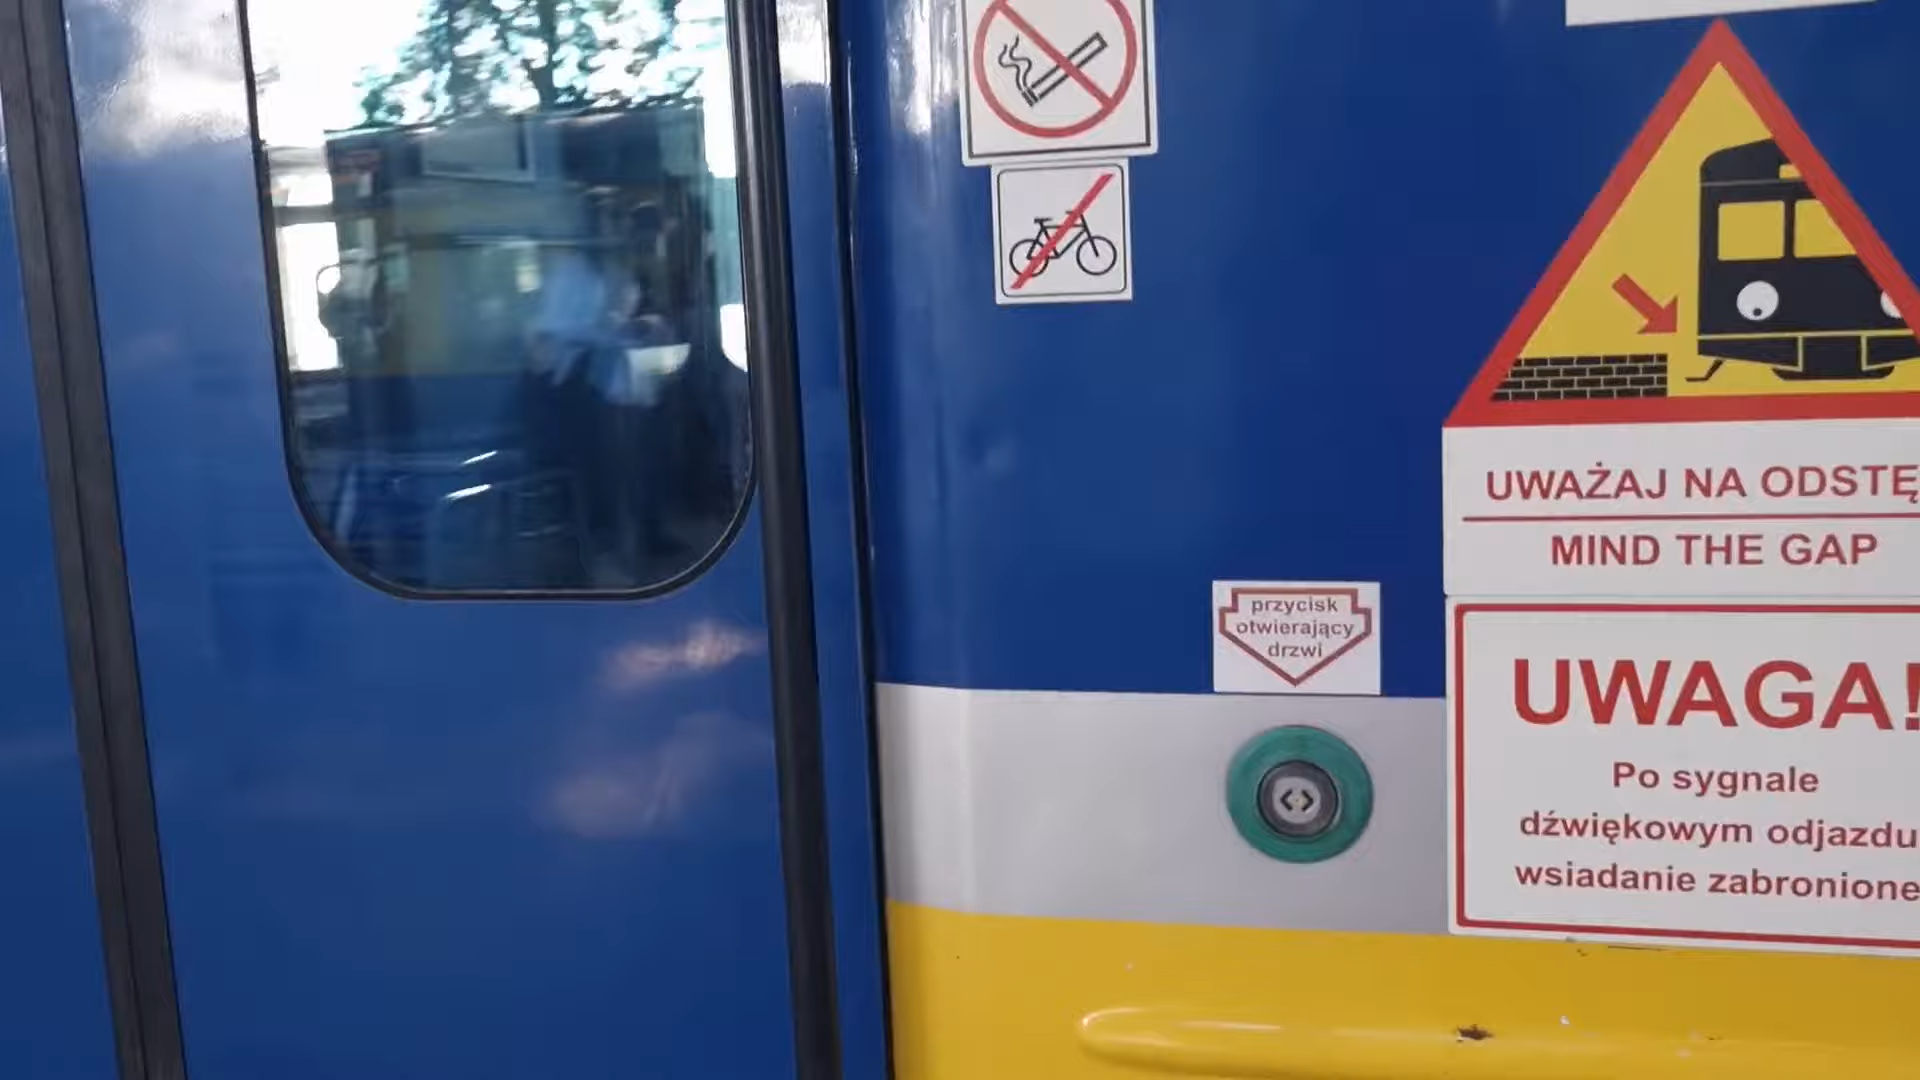 UWAŻAJ NA ODSTĘ
MIND THE GAP
przycisk
otwierający
drzwi
UWAGA!
Po sygnale
dźwiękowym odjazdu
wsiadanie zabronione